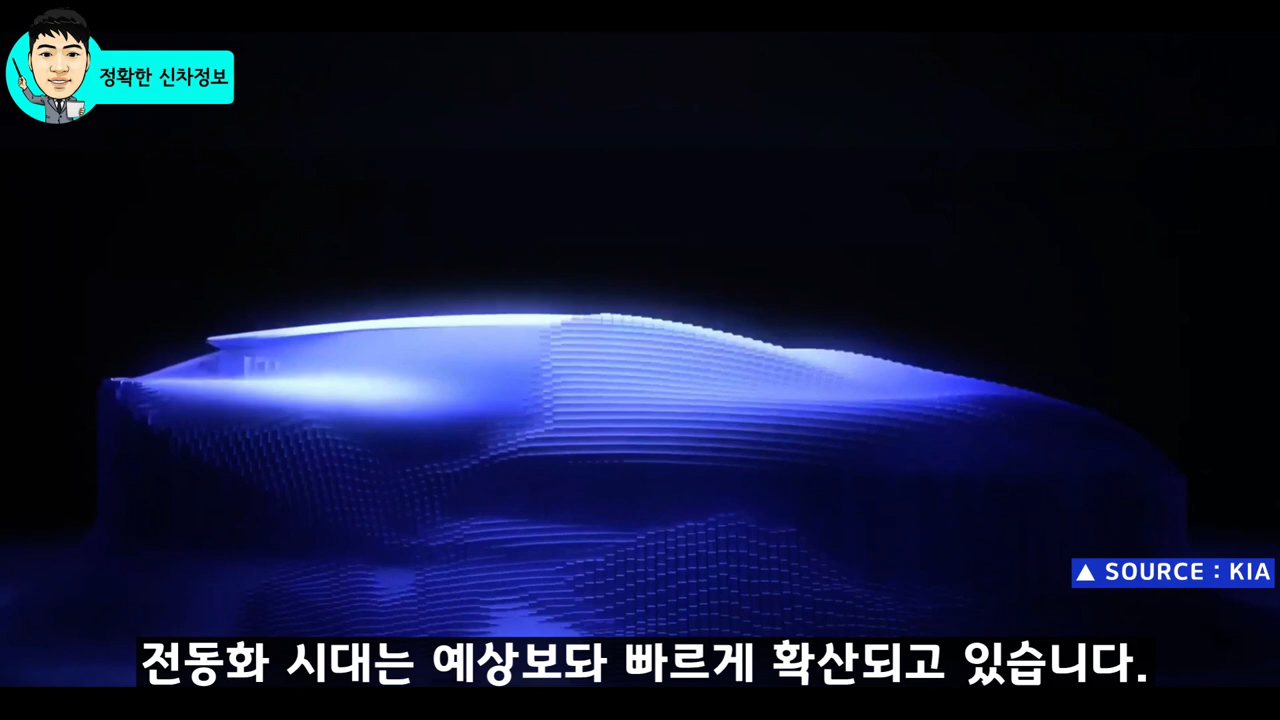 정확한 신차정보
▲ SOURCE : KIA
전동화 시대는 예상보돠 빠르게 확산되고 있습니다.